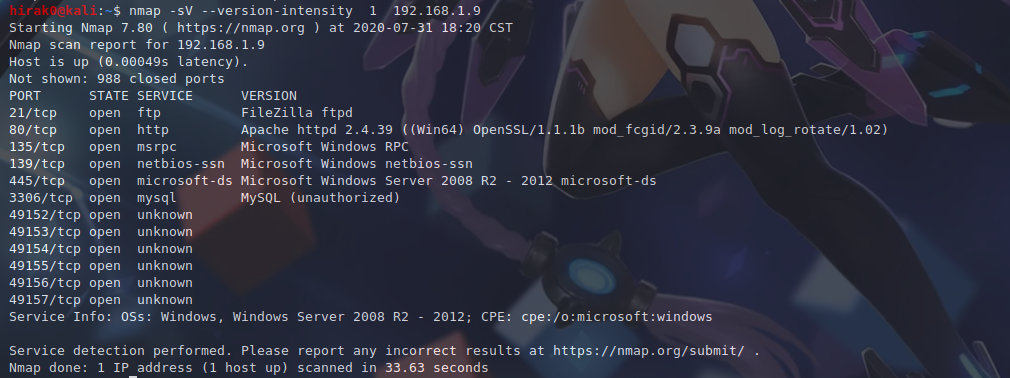 hirak0@kali:~$ nmap -sV --version-intensity  1  192.168.1.9
Starting Nmap 7.80 ( https://nmap.org ) at 2020-07-31 18:20 CST
Nmap scan report for 192.168.1.9
Host is up (0.00049s latency).
Not shown: 988 closed ports
PORT      STATE SERVICE      VERSION
21/tcp    open  ftp          FileZilla ftpd
80/tcp    open  http         Apache httpd 2.4.39 ((Win64) OpenSSL/1.1.1b mod_fcgid/2.3.9a mod_log_rotate/1.02)
135/tcp   open  msrpc        Microsoft Windows RPC
139/tcp   open  netbios-ssn  Microsoft Windows netbios-ssn
445/tcp   open  microsoft-ds Microsoft Windows Server 2008 R2 - 2012 microsoft-ds
3306/tcp  open  mysql        MySQL (unauthorized)
49152/tcp open  unknown
49153/tcp open  unknown
49154/tcp open  unknown
49155/tcp open  unknown
49156/tcp open  unknown
49157/tcp open  unknown
Service Info: OSs: Windows, Windows Server 2008 R2 - 2012; CPE: cpe:/o:microsoft:windows
Service detection performed. Please report any incorrect results at https://nmap.org/submit/ .
Nmap done: 1 IP address (1 host up) scanned in 33.63 seconds